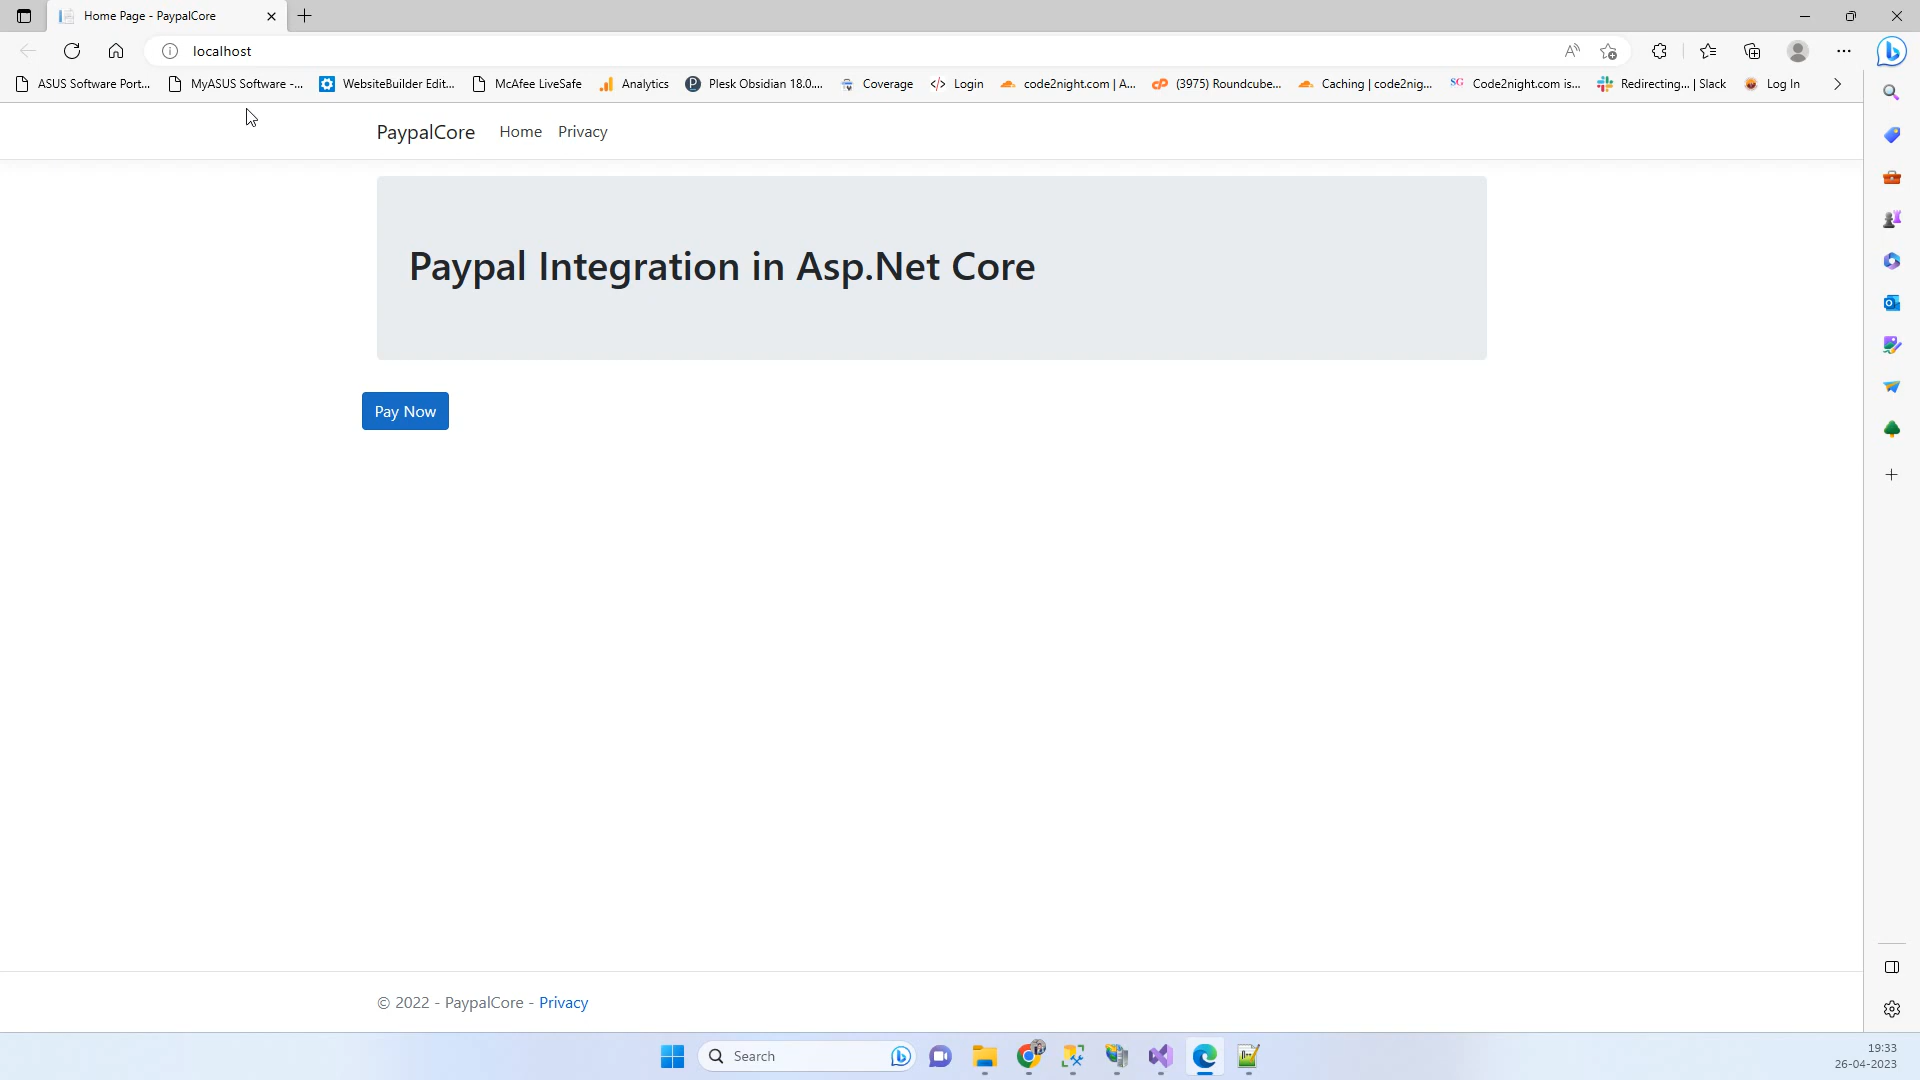 Home Page - PaypalCore
localhost
ASUS Software Port... MyASUS Software -... WebsiteBuilder Edit... McAfee LiveSafe Analytics Plesk Obsidian 18.0.... Coverage Login code2night.com | A... (3975) Roundcube... Caching | code2nig... SG Code2night.com is... Redirecting... | Slack Log In
PaypalCore Home Privacy
Paypal Integration in Asp.Net Core
Pay Now
© 2022 - PaypalCore - Privacy
Search
19:33
26-04-2023